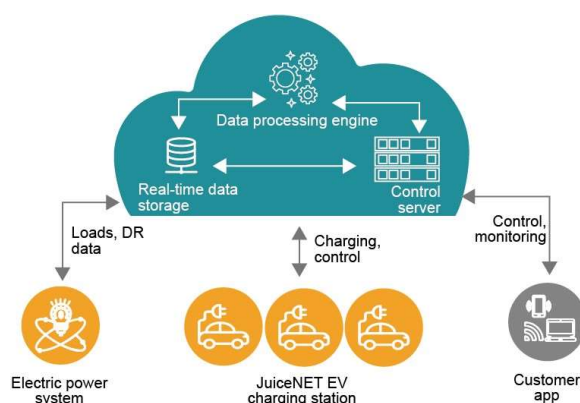 Data processing engine
Real-time data
storage
Control
server
Loads, DR
data
Charging,
control
Control,
monitoring
Electric power
system
JuiceNET EV
charging station
Customer
app